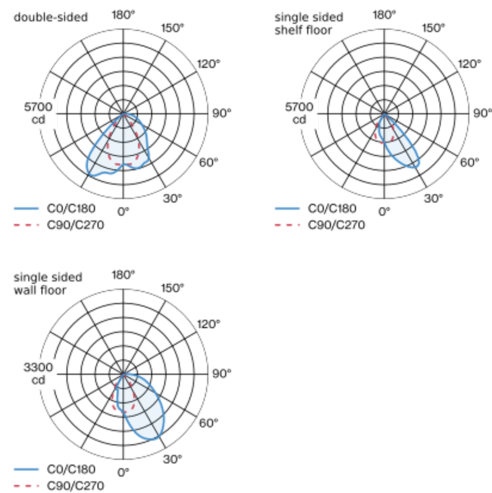 double-sided
180°
150°
120°
90°
60°
30°
0°
5700
cd
C0/C180
C90/C270
single sided
shelf floor
180°
150°
120°
90°
60°
30°
0°
5700
cd
C0/C180
C90/C270
single sided
wall floor
180°
150°
120°
90°
60°
30°
0°
3300
cd
C0/C180
C90/C270